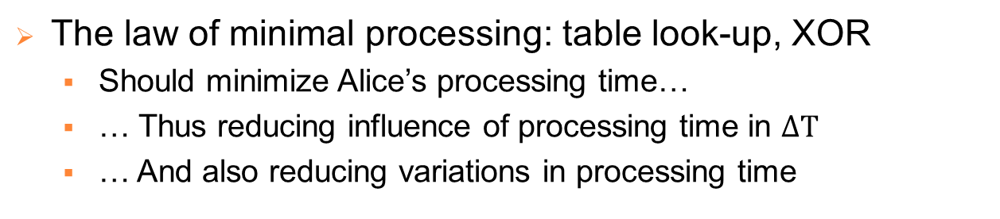 The law of minimal processing: table look-up, XOR
Should minimize Alice's processing time…
… Thus reducing influence of processing time in ΔT
… And also reducing variations in processing time